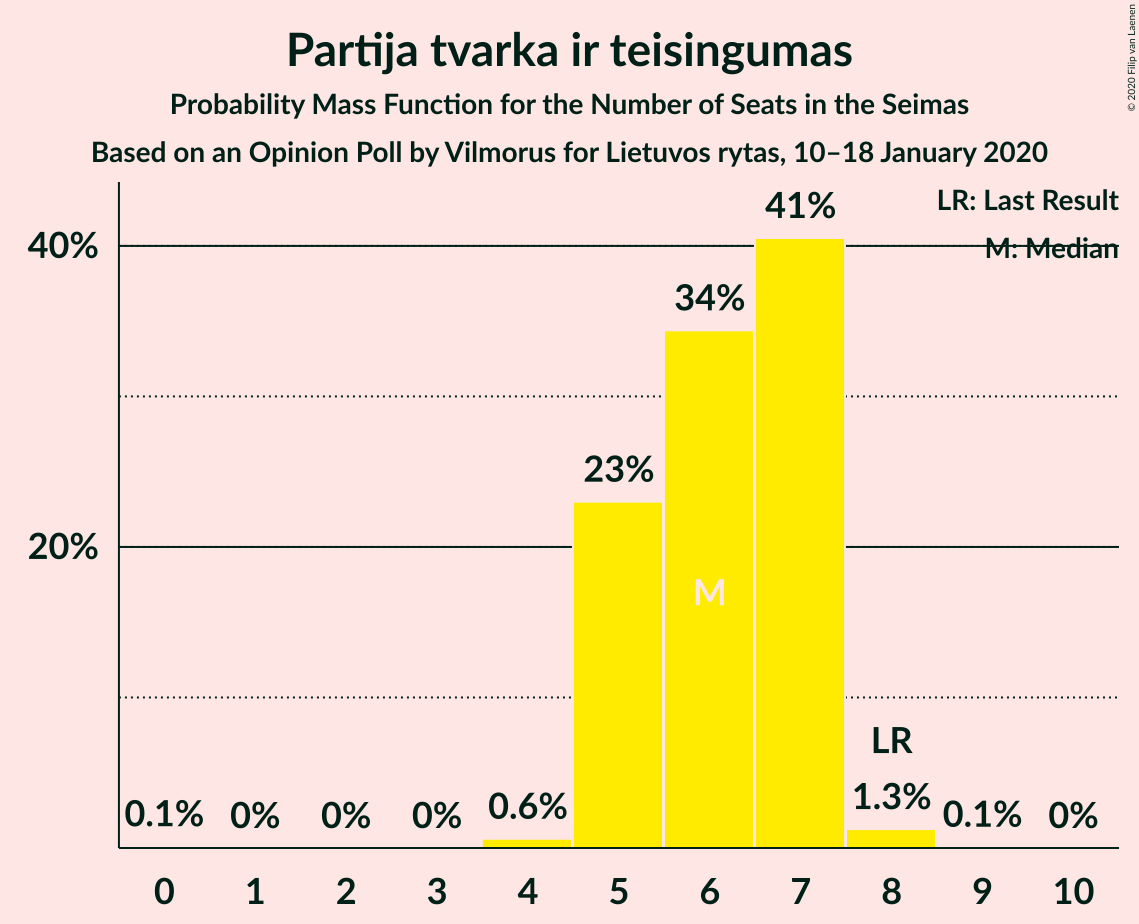 Partija tvarka ir teisingumas
Probability Mass Function for the Number of Seats in the Seimas
Based on an Opinion Poll by Vilmorus for Lietuvos rytas, 10–18 January 2020
© 2020 Filip van Laenen
LR: Last Result
M: Median
40%
20%
0.1%
0%
0%
0%
0.6%
23%
34%
41%
1.3%
0.1%
0%
M
LR
0 1 2 3 4 5 6 7 8 9 10